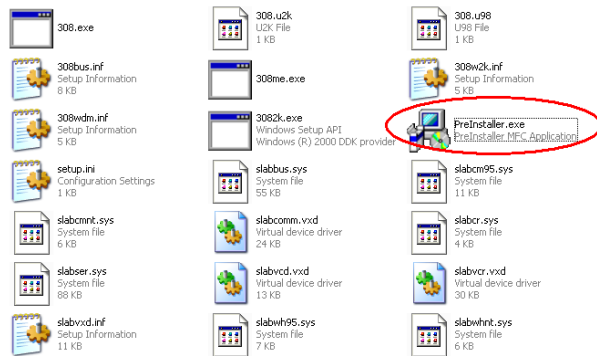 308.exe
308.u2k
U2K File
1 KB
308.u98
U98 File
1 KB
308bus.inf
Setup Information
8 KB
308me.exe
308w2k.inf
Setup Information
5 KB
308wdm.inf
Setup Information
5 KB
3082k.exe
Windows Setup API
Windows (R) 2000 DDK provider
PreInstaller.exe
PreInstaller MFC Application
setup.ini
Configuration Settings
1 KB
slabbus.sys
System file
55 KB
slabcm95.sys
System file
11 KB
slabcmnt.sys
System file
6 KB
slabcomm.vxd
Virtual device driver
24 KB
slabcr.sys
System file
4 KB
slabser.sys
System file
88 KB
slabvcd.vxd
Virtual device driver
13 KB
slabvcr.vxd
Virtual device driver
30 KB
slabvxd.inf
Setup Information
11 KB
slabwh95.sys
System file
7 KB
slabwhnt.sys
System file
6 KB